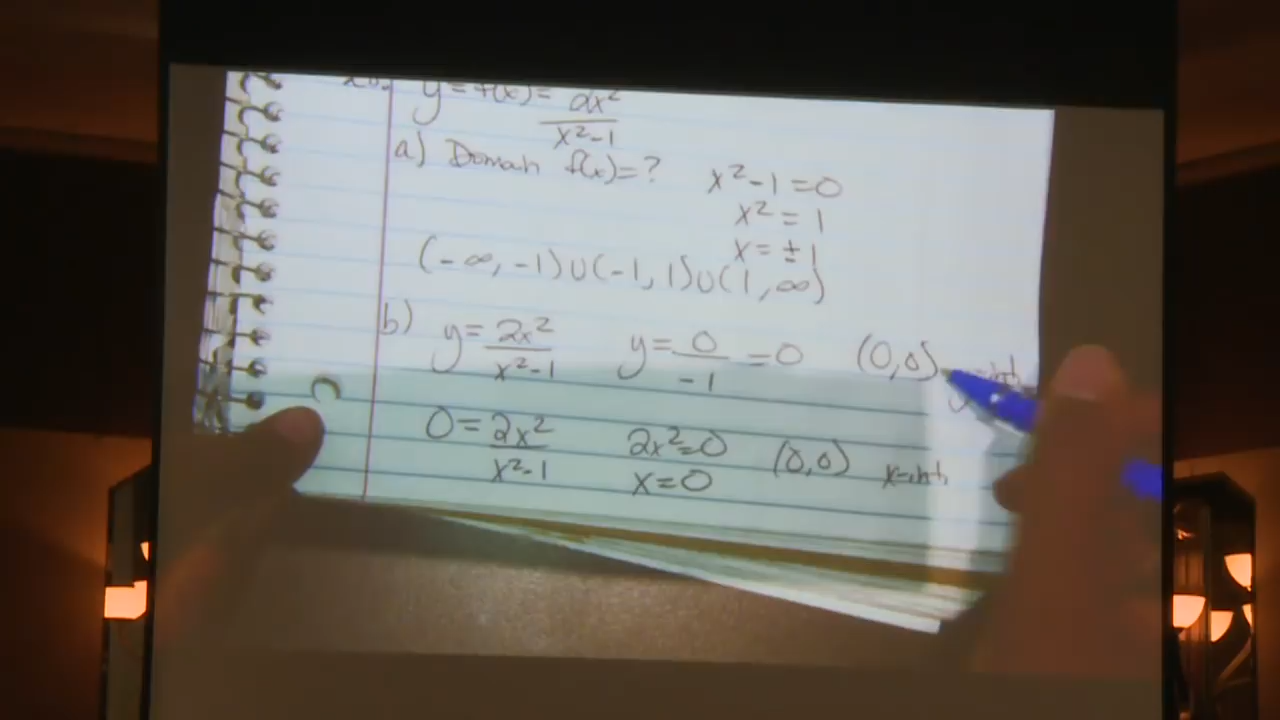 y = f(x) = 2x²/x²-1
a) Domain f(x)=?
x²-1=0
x² = 1
x = ±1
(-∞, -1)∪(-1, 1)∪(1, ∞)
b) y = 2x²/x²-1 y = 0/-1 = 0 (0,0)
0 = 2x²/x²-1 2x²=0 (0,0) x-int
x=0